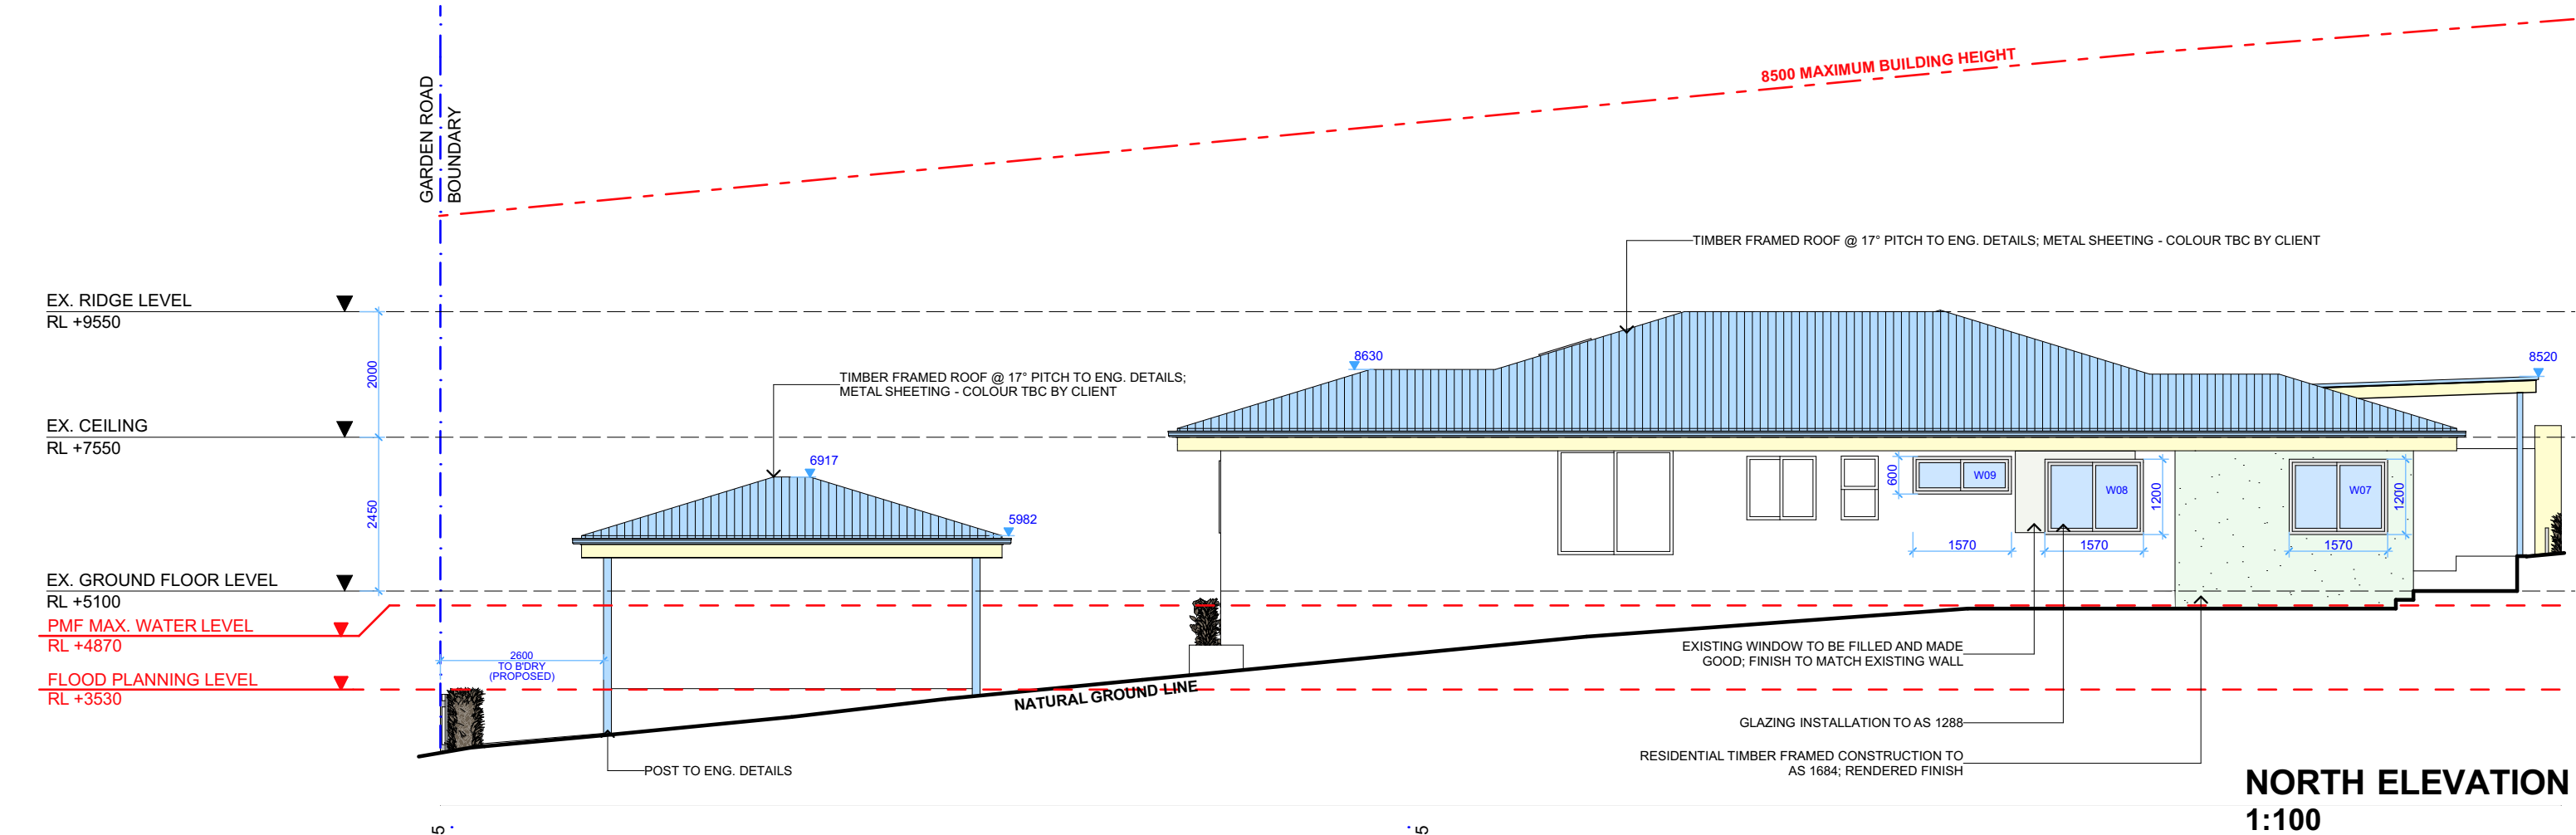 GARDEN ROAD
BOUNDARY
8500 MAXIMUM BUILDING HEIGHT
TIMBER FRAMED ROOF @ 17° PITCH TO ENG. DETAILS; METAL SHEETING - COLOUR TBC BY CLIENT
EX. RIDGE LEVEL
RL +9550
2000
8630
8520
TIMBER FRAMED ROOF @ 17° PITCH TO ENG. DETAILS;
METAL SHEETING - COLOUR TBC BY CLIENT
EX. CEILING
RL +7550
6917
2450
5982
600
W09
W08
1200
W07
1200
1570
1570
1570
EX. GROUND FLOOR LEVEL
RL +5100
PMF MAX. WATER LEVEL
RL +4870
2600
TO B'DRY
(PROPOSED)
FLOOD PLANNING LEVEL
RL +3530
NATURAL GROUND LINE
EXISTING WINDOW TO BE FILLED AND MADE
GOOD; FINISH TO MATCH EXISTING WALL
GLAZING INSTALLATION TO AS 1288
RESIDENTIAL TIMBER FRAMED CONSTRUCTION TO
AS 1684; RENDERED FINISH
POST TO ENG. DETAILS
NORTH ELEVATION
1:100
5
5